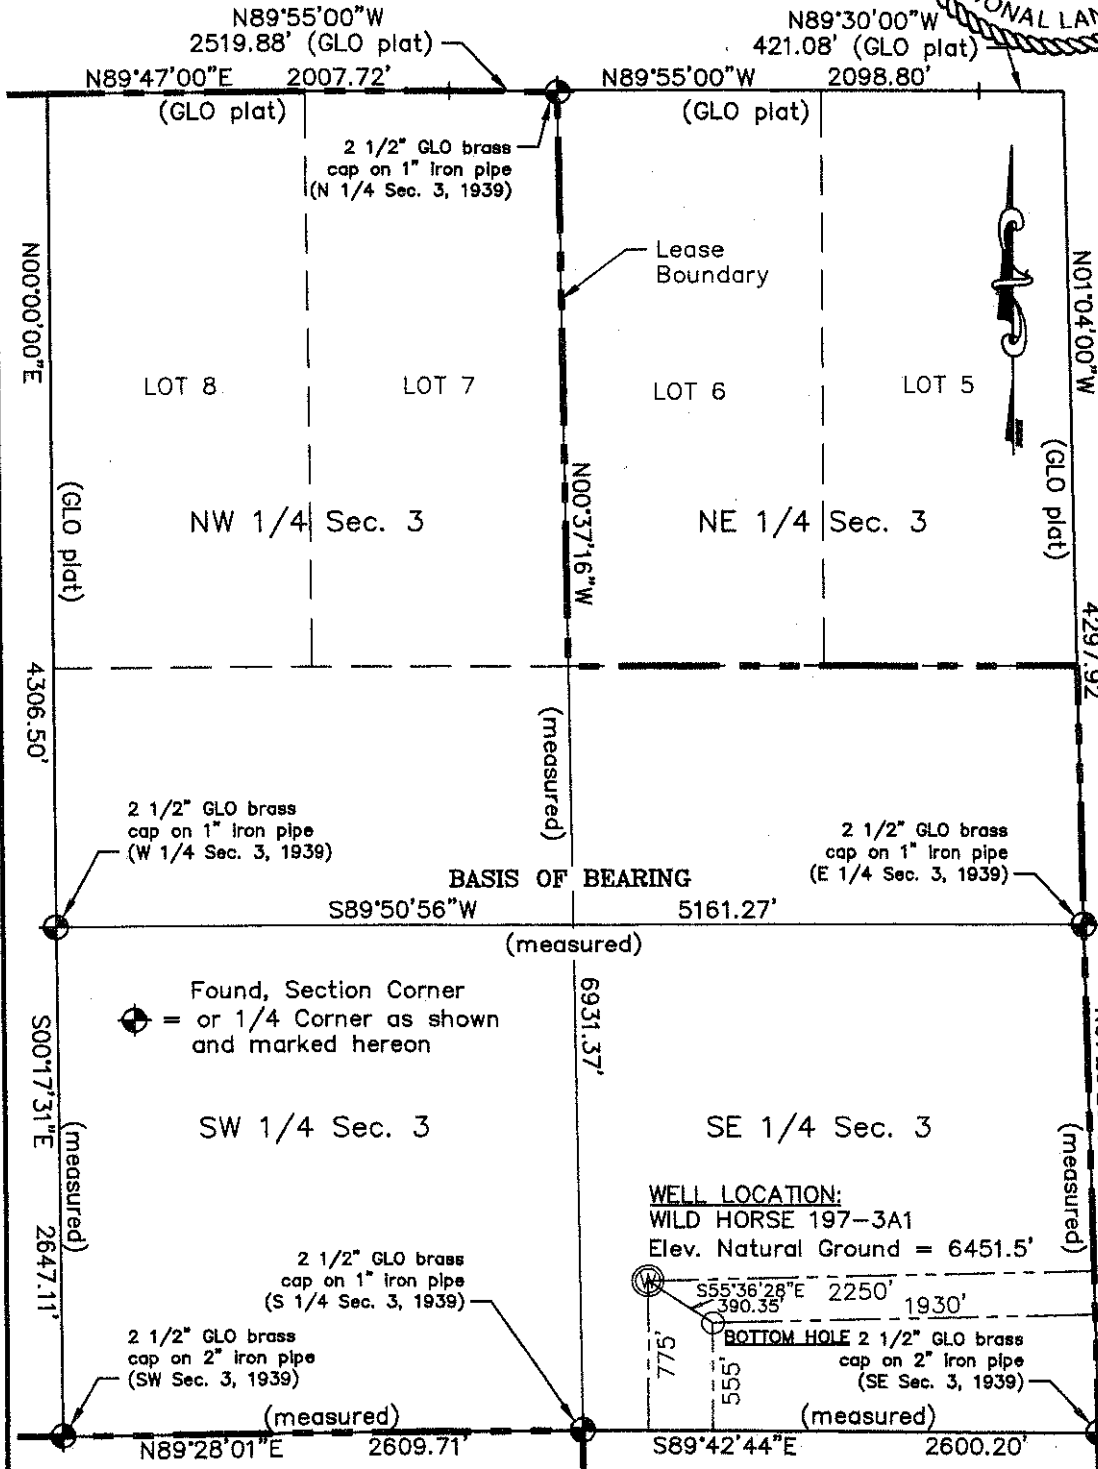 N89°55'00"W
2519.88' (GLO plat)
N89°30'00"W
421.08' (GLO plat)
N89°47'00"E 2007.72'
(GLO plat)
N89°55'00"W 2098.80'
(GLO plat)
2 1/2" GLO brass
cap on 1" iron pipe
(N 1/4 Sec. 3, 1939)
Lease
Boundary
N00°00'00"E
(GLO plat)
4306.50'
N01°04'00"W
(GLO plat)
4297.92
LOT 8
LOT 7
LOT 6
LOT 5
N00°37'16"W
(measured)
6931.37'
NW 1/4 Sec. 3
NE 1/4 Sec. 3
2 1/2" GLO brass
cap on 1" iron pipe
(W 1/4 Sec. 3, 1939)
2 1/2" GLO brass
cap on 1" iron pipe
(E 1/4 Sec. 3, 1939)
BASIS OF BEARING
S89°50'56"W 5161.27'
(measured)
Found, Section Corner
= or 1/4 Corner as shown
and marked hereon
S00°17'31"E
(measured)
2647.11'
SW 1/4 Sec. 3
SE 1/4 Sec. 3
(measured)
WELL LOCATION:
WILD HORSE 197-3A1
Elev. Natural Ground = 6451.5'
W
S55°36'28"E
390.35'
2250'
1930'
775'
555'
BOTTOM HOLE
2 1/2" GLO brass
cap on 2" iron pipe
(SE Sec. 3, 1939)
2 1/2" GLO brass
cap on 1" iron pipe
(S 1/4 Sec. 3, 1939)
2 1/2" GLO brass
cap on 2" iron pipe
(SW Sec. 3, 1939)
(measured)
N89°28'01"E 2609.71'
(measured)
S89°42'44"E 2600.20'